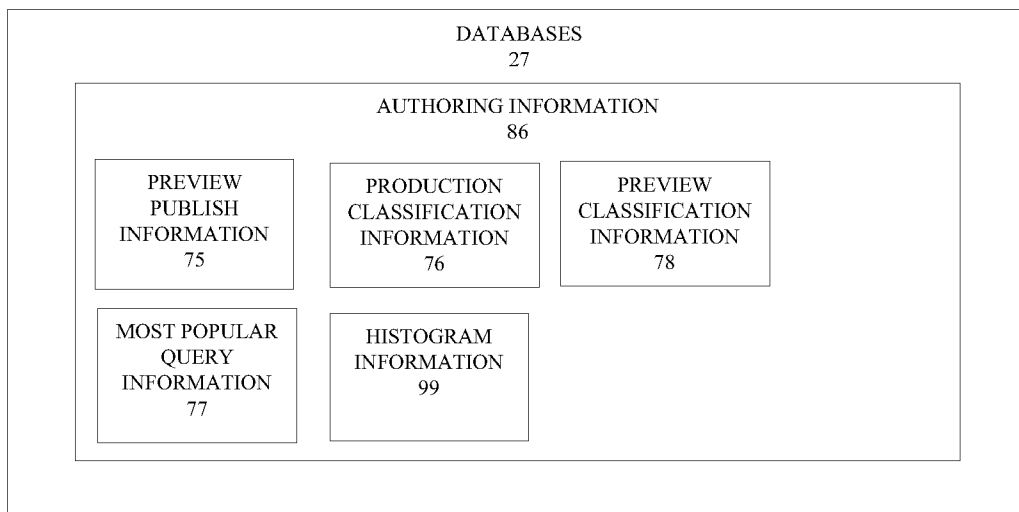 DATABASES
27
AUTHORING INFORMATION
86
PREVIEW
PUBLISH
INFORMATION
75
PRODUCTION
CLASSIFICATION
INFORMATION
76
PREVIEW
CLASSIFICATION
INFORMATION
78
MOST POPULAR
QUERY
INFORMATION
77
HISTOGRAM
INFORMATION
99